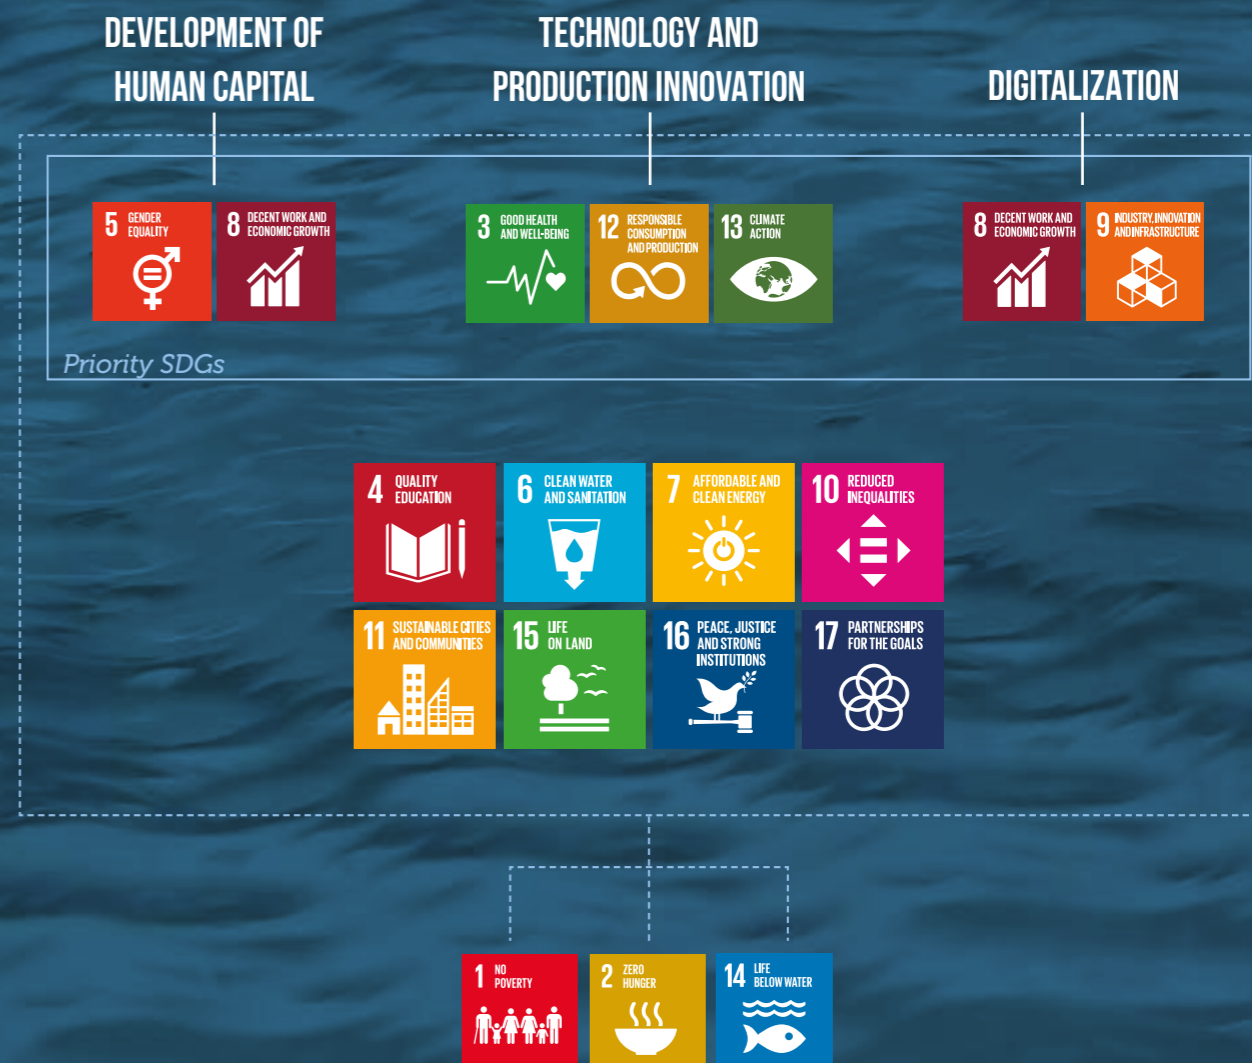 DEVELOPMENT OF
HUMAN CAPITAL
TECHNOLOGY AND
PRODUCTION INNOVATION
DIGITALIZATION
5 GENDER
EQUALITY
8 DECENT WORK AND
ECONOMIC GROWTH
3 GOOD HEALTH
AND WELL-BEING
12 RESPONSIBLE
CONSUMPTION
AND PRODUCTION
13 CLIMATE
ACTION
8 DECENT WORK AND
ECONOMIC GROWTH
9 INDUSTRY, INNOVATION
AND INFRASTRUCTURE
Priority SDGs
4 QUALITY
EDUCATION
6 CLEAN WATER
AND SANITATION
7 AFFORDABLE AND
CLEAN ENERGY
10 REDUCED
INEQUALITIES
11 SUSTAINABLE CITIES
AND COMMUNITIES
15 LIFE
ON LAND
16 PEACE, JUSTICE
AND STRONG
INSTITUTIONS
17 PARTNERSHIPS
FOR THE GOALS
1 NO
POVERTY
2 ZERO
HUNGER
14 LIFE
BELOW WATER